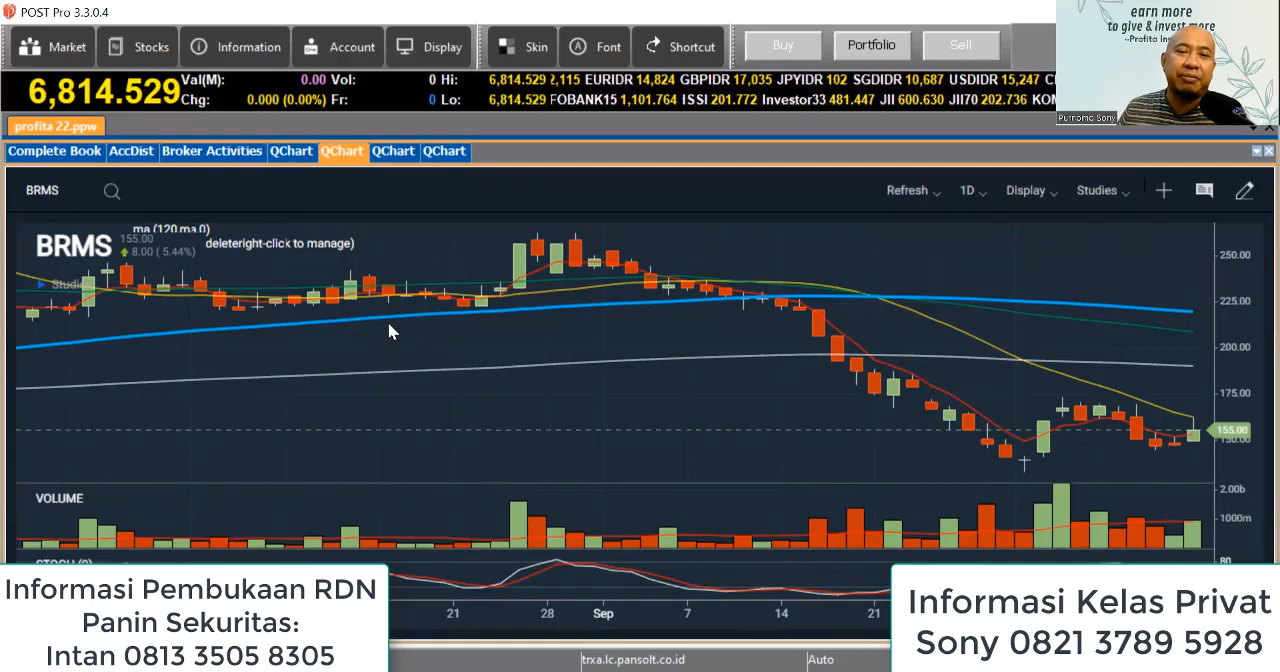 POST Pro 3.3.0.4
Market Stocks Information Account Display Skin Font Shortcut Buy Portfolio Sell
6,814.529 Val(M): 0.00 Vol: 0 Hi: 6,814.529 2,115 EURIDR 14,824 GBPIDR 17,035 JPYIDR 102 SGDIDR 10,687 USDIDR 15,247
Chg: 0.000 (0.00%) Fr: 0 Lo: 6,814.529 FOBANK15 1,101.764 ISSI 201.772 Investor33 481.447 JII 600.630 JII70 202.736
earn more
to give & invest more
Purnomo Sony
profita 22.ppw
Complete Book AccDist Broker Activities QChart QChart QChart QChart
BRMS Refresh 1D Display Studies
ma (120,ma,0)
BRMS 155.00 deleteright-click to manage)
8.00 ( 5.44%)
250.00
225.00
200.00
175.00
155.00
150.00
VOLUME
2.00b
1000m
80
21 28 Sep 7 14 21
Informasi Pembukaan RDN
Panin Sekuritas:
Intan 0813 3505 8305
Informasi Kelas Privat
Sony 0821 3789 5928
trxa.lc.pansolt.co.id Auto